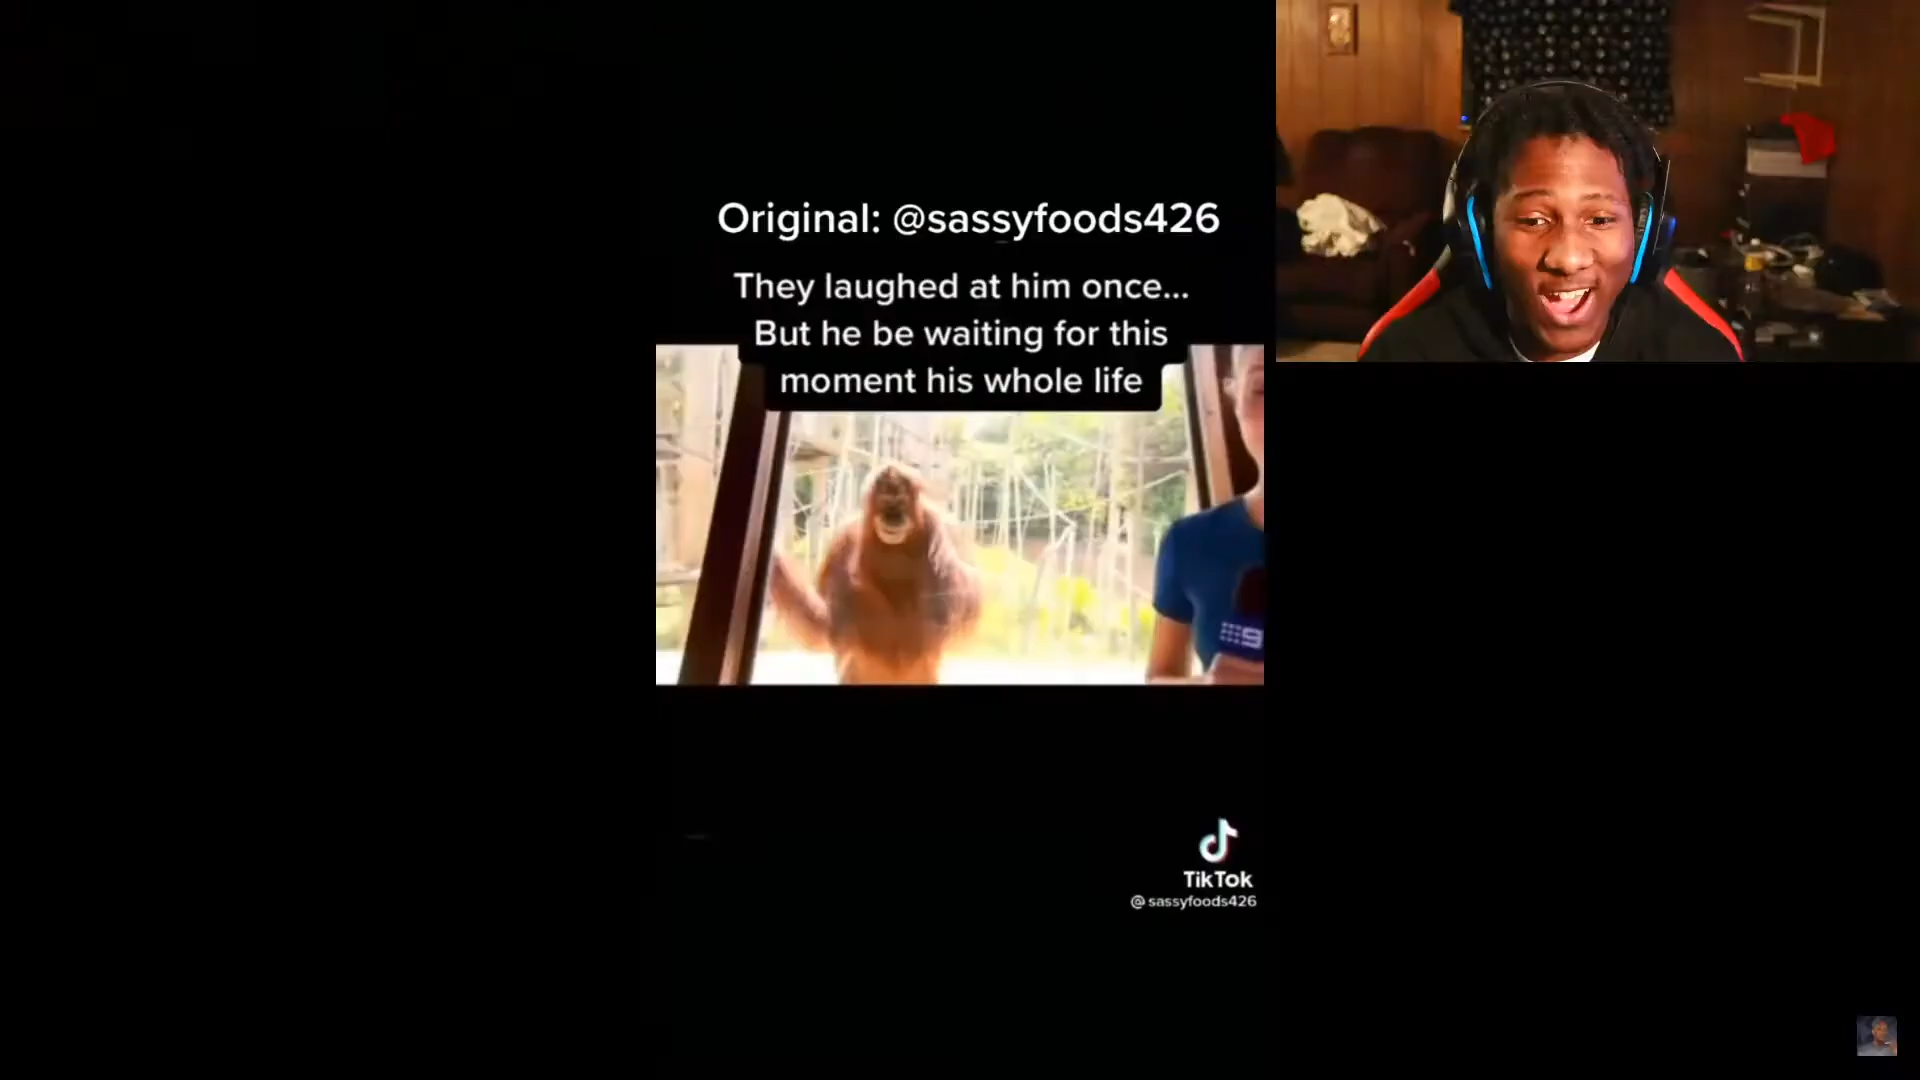 Original: @sassyfoods426
They laughed at him once...
But he be waiting for this
moment his whole life
9
TikTok
@sassyfoods426